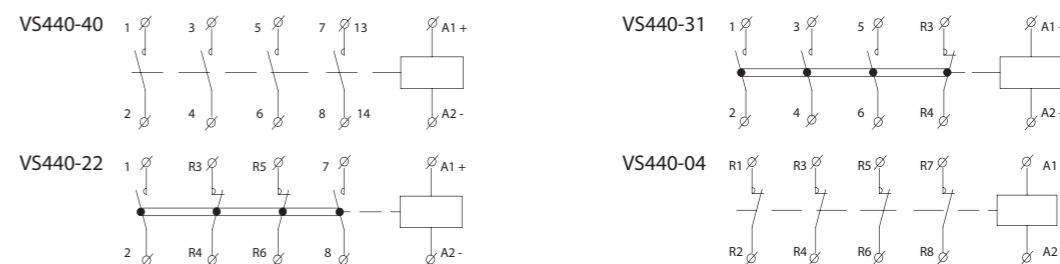 VS440-40 1 3 5 7 13 A1 +
2 4 6 8 14 A2 -
VS440-31 1 3 5 R3 A1
2 4 6 R4 A2
VS440-22 1 R3 R5 7 A1 +
2 R4 R6 8 A2 -
VS440-04 R1 R3 R5 R7 A1
R2 R4 R6 R8 A2